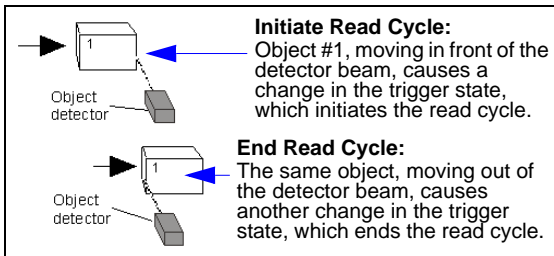 Initiate Read Cycle:
Object #1, moving in front of the
detector beam, causes a
change in the trigger state,
which initiates the read cycle.
1
Object
detector
End Read Cycle:
The same object, moving out of
the detector beam, causes
another change in the trigger
state, which ends the read cycle.
1
Object
detector